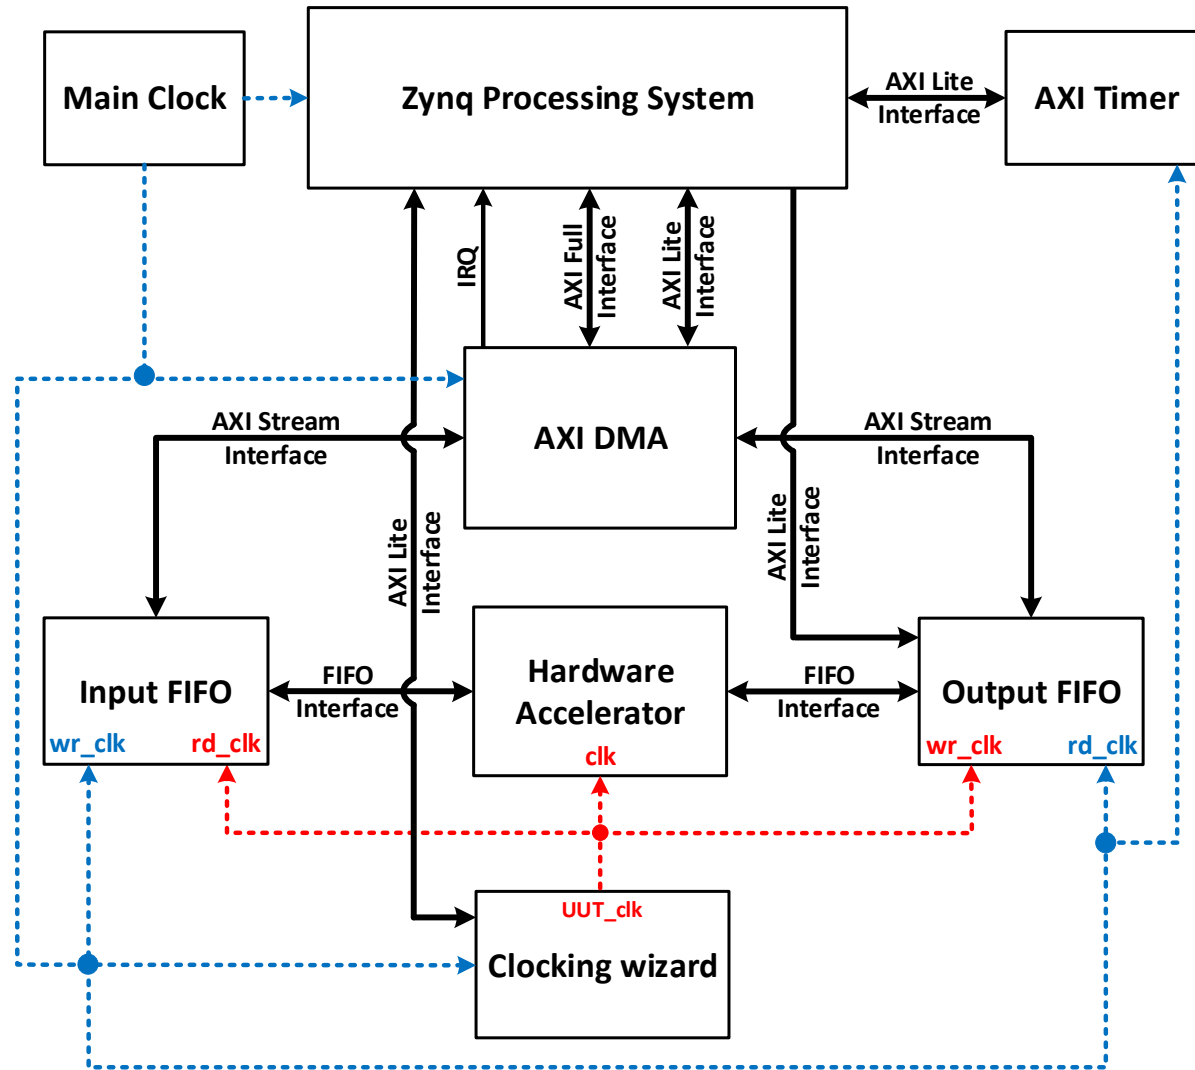 Main Clock
Zynq Processing System
AXI Lite
Interface
AXI Timer
IRQ
AXI Full
Interface
AXI Lite
Interface
AXI Stream
Interface
AXI DMA
AXI Stream
Interface
AXI Lite
Interface
AXI Lite
Interface
Input FIFO
wr_clk
rd_clk
FIFO
Interface
Hardware
Accelerator
clk
FIFO
Interface
Output FIFO
wr_clk
rd_clk
UUT_clk
Clocking wizard